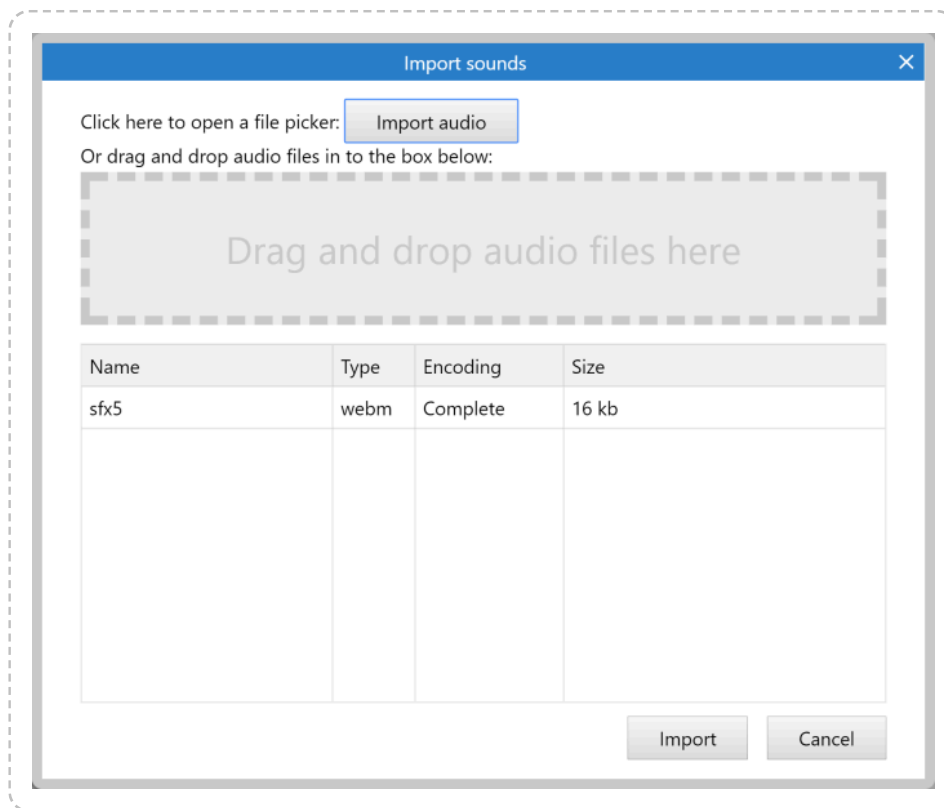 Import sounds
Click here to open a file picker: Import audio
Or drag and drop audio files in to the box below:
Drag and drop audio files here
Name Type Encoding Size
sfx5 webm Complete 16 kb
Import Cancel